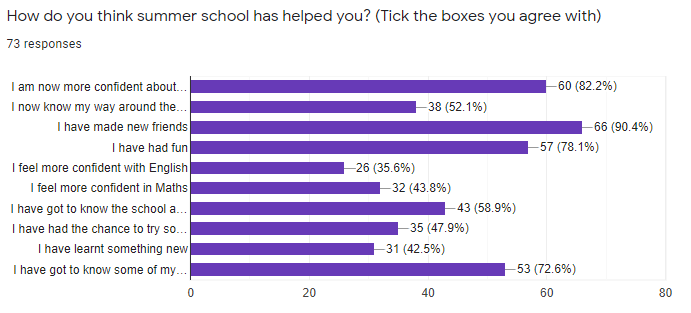 How do you think summer school has helped you? (Tick the boxes you agree with)
73 responses
I am now more confident about... 60 (82.2%)
I now know my way around the... 38 (52.1%)
I have made new friends 66 (90.4%)
I have had fun 57 (78.1%)
I feel more confident with English 26 (35.6%)
I feel more confident in Maths 32 (43.8%)
I have got to know the school a... 43 (58.9%)
I have had the chance to try so... 35 (47.9%)
I have learnt something new 31 (42.5%)
I have got to know some of my... 53 (72.6%)
0 20 40 60 80